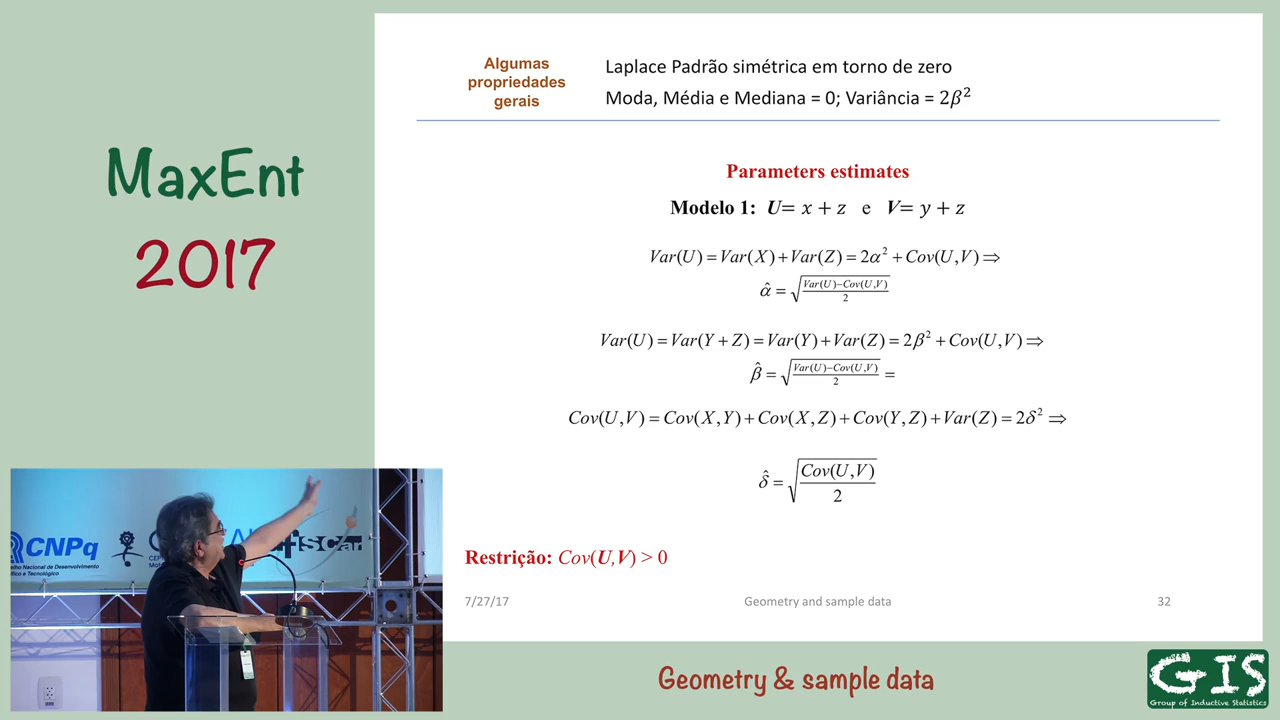 MaxEnt
2017
Algumas
propriedades
gerais
Laplace Padrão simétrica em torno de zero
Moda, Média e Mediana = 0; Variância = 2β²
Parameters estimates
Modelo 1: U= x + z e V= y + z
Var(U) = Var(X) + Var(Z) = 2α² + Cov(U,V) ⇒
α̂ = √((Var(U)−Cov(U,V))/2)
Var(U) = Var(Y + Z) = Var(Y) + Var(Z) = 2β² + Cov(U,V) ⇒
β̂ = √((Var(U)−Cov(U,V))/2) =
Cov(U,V) = Cov(X,Y) + Cov(X,Z) + Cov(Y,Z) + Var(Z) = 2δ² ⇒
δ̂ = √(Cov(U,V)/2)
Restrição: Cov(U,V) > 0
7/27/17 Geometry and sample data 32
CNPq
Geometry & sample data
GIS
Group of Inductive Statistics